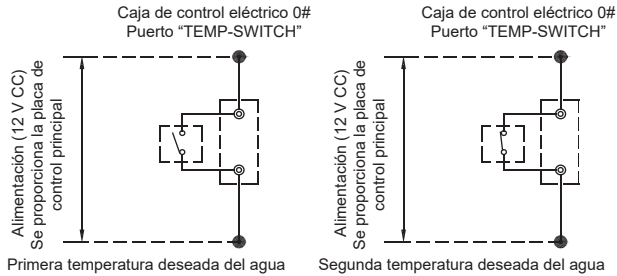 Caja de control eléctrico 0#
Puerto “TEMP-SWITCH”
Alimentación (12 V CC)
Se proporciona la placa de
control principal
Primera temperatura deseada del agua
Caja de control eléctrico 0#
Puerto “TEMP-SWITCH”
Alimentación (12 V CC)
Se proporciona la placa de
control principal
Segunda temperatura deseada del agua